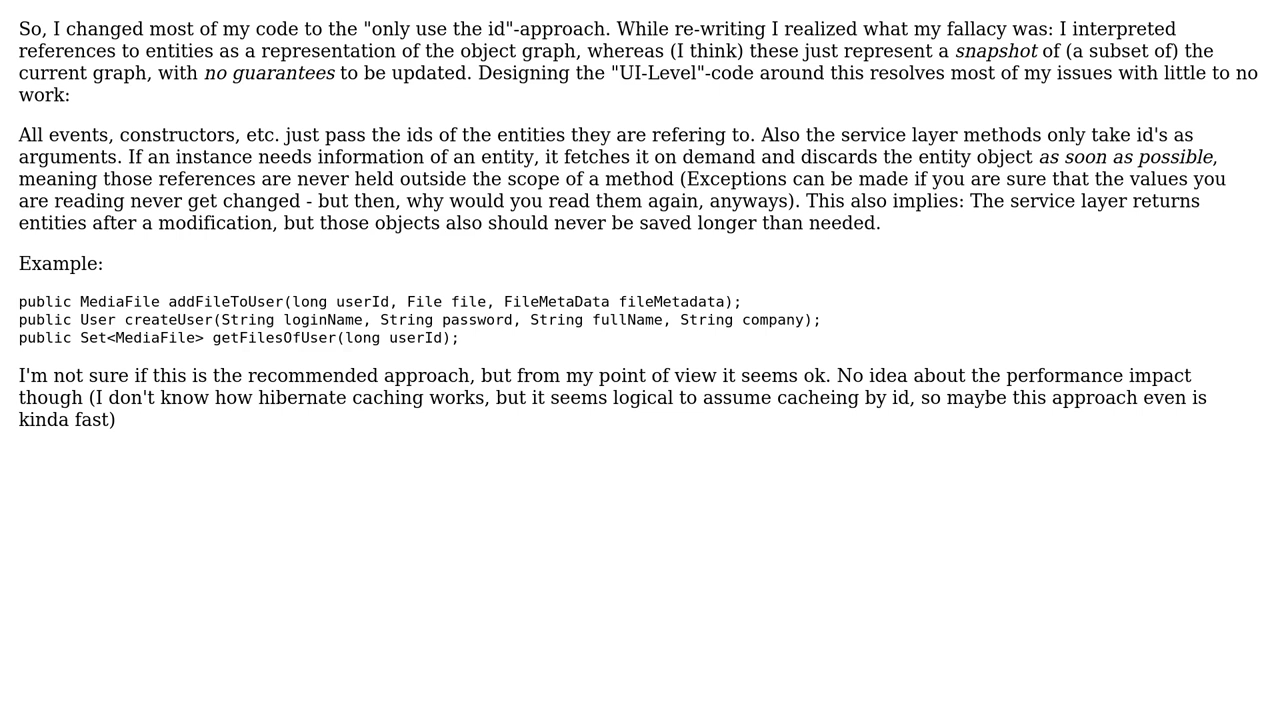 So, I changed most of my code to the "only use the id"-approach. While re-writing I realized what my fallacy was: I interpreted
references to entities as a representation of the object graph, whereas (I think) these just represent a snapshot of (a subset of) the
current graph, with no guarantees to be updated. Designing the "UI-Level"-code around this resolves most of my issues with little to no
work:
All events, constructors, etc. just pass the ids of the entities they are refering to. Also the service layer methods only take id's as
arguments. If an instance needs information of an entity, it fetches it on demand and discards the entity object as soon as possible,
meaning those references are never held outside the scope of a method (Exceptions can be made if you are sure that the values you
are reading never get changed - but then, why would you read them again, anyways). This also implies: The service layer returns
entities after a modification, but those objects also should never be saved longer than needed.
Example:
public MediaFile addFileToUser(long userId, File file, FileMetaData fileMetadata);
public User createUser(String loginName, String password, String fullName, String company);
public Set<MediaFile> getFilesOfUser(long userId);
I'm not sure if this is the recommended approach, but from my point of view it seems ok. No idea about the performance impact
though (I don't know how hibernate caching works, but it seems logical to assume cacheing by id, so maybe this approach even is
kinda fast)